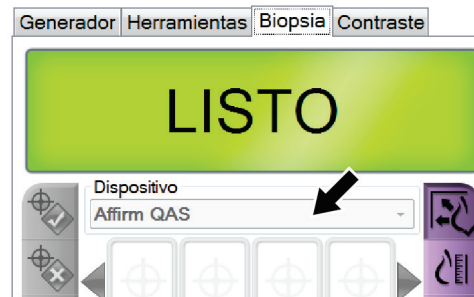 Generador Herramientas Biopsia Contraste
LISTO
Dispositivo
Affirm QAS